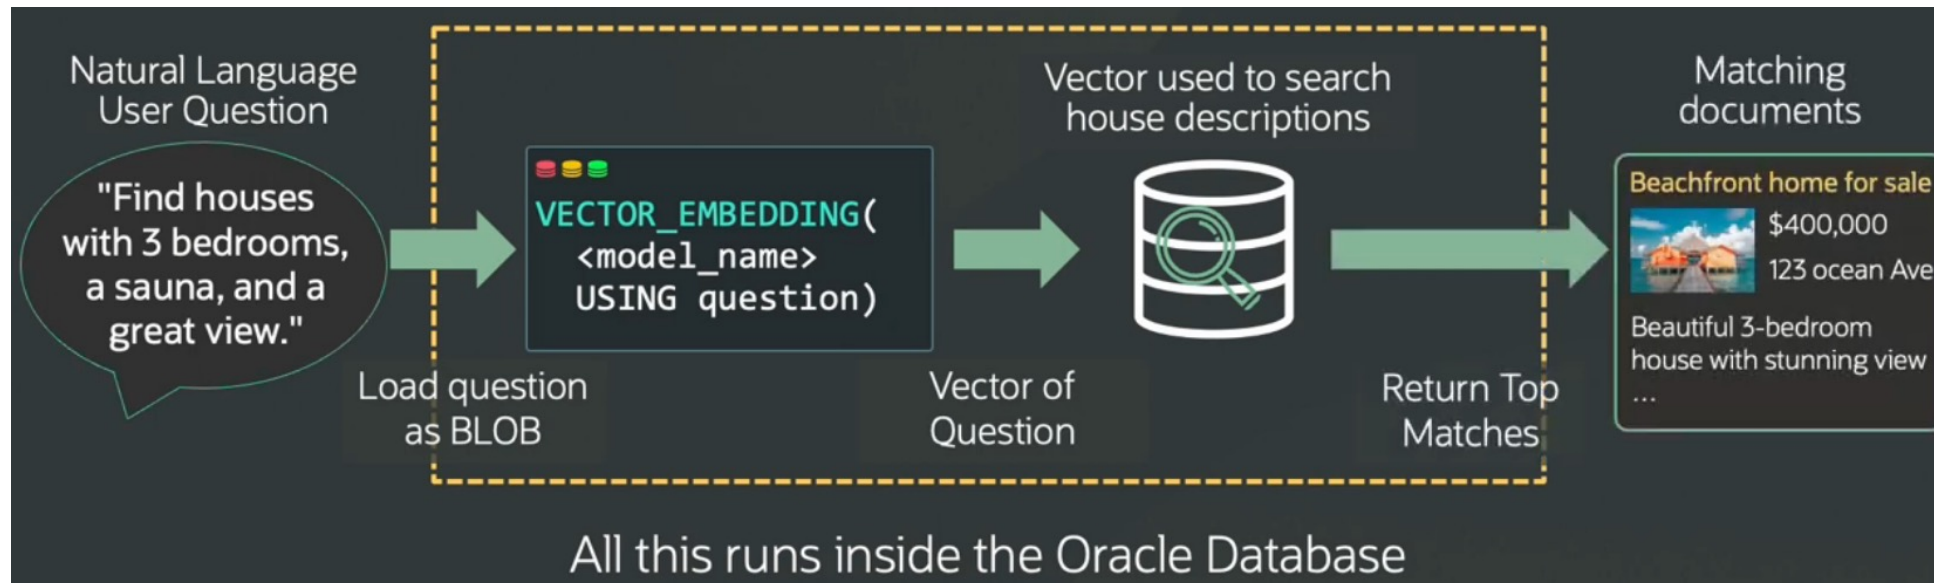 Natural Language
User Question
"Find houses
with 3 bedrooms,
a sauna, and a
great view."
Load question
as BLOB
VECTOR_EMBEDDING(
<model_name>
USING question)
Vector of
Question
Vector used to search
house descriptions
Return Top
Matches
Matching
documents
Beachfront home for sale
$400,000
123 ocean Ave
Beautiful 3-bedroom
house with stunning view
...
All this runs inside the Oracle Database